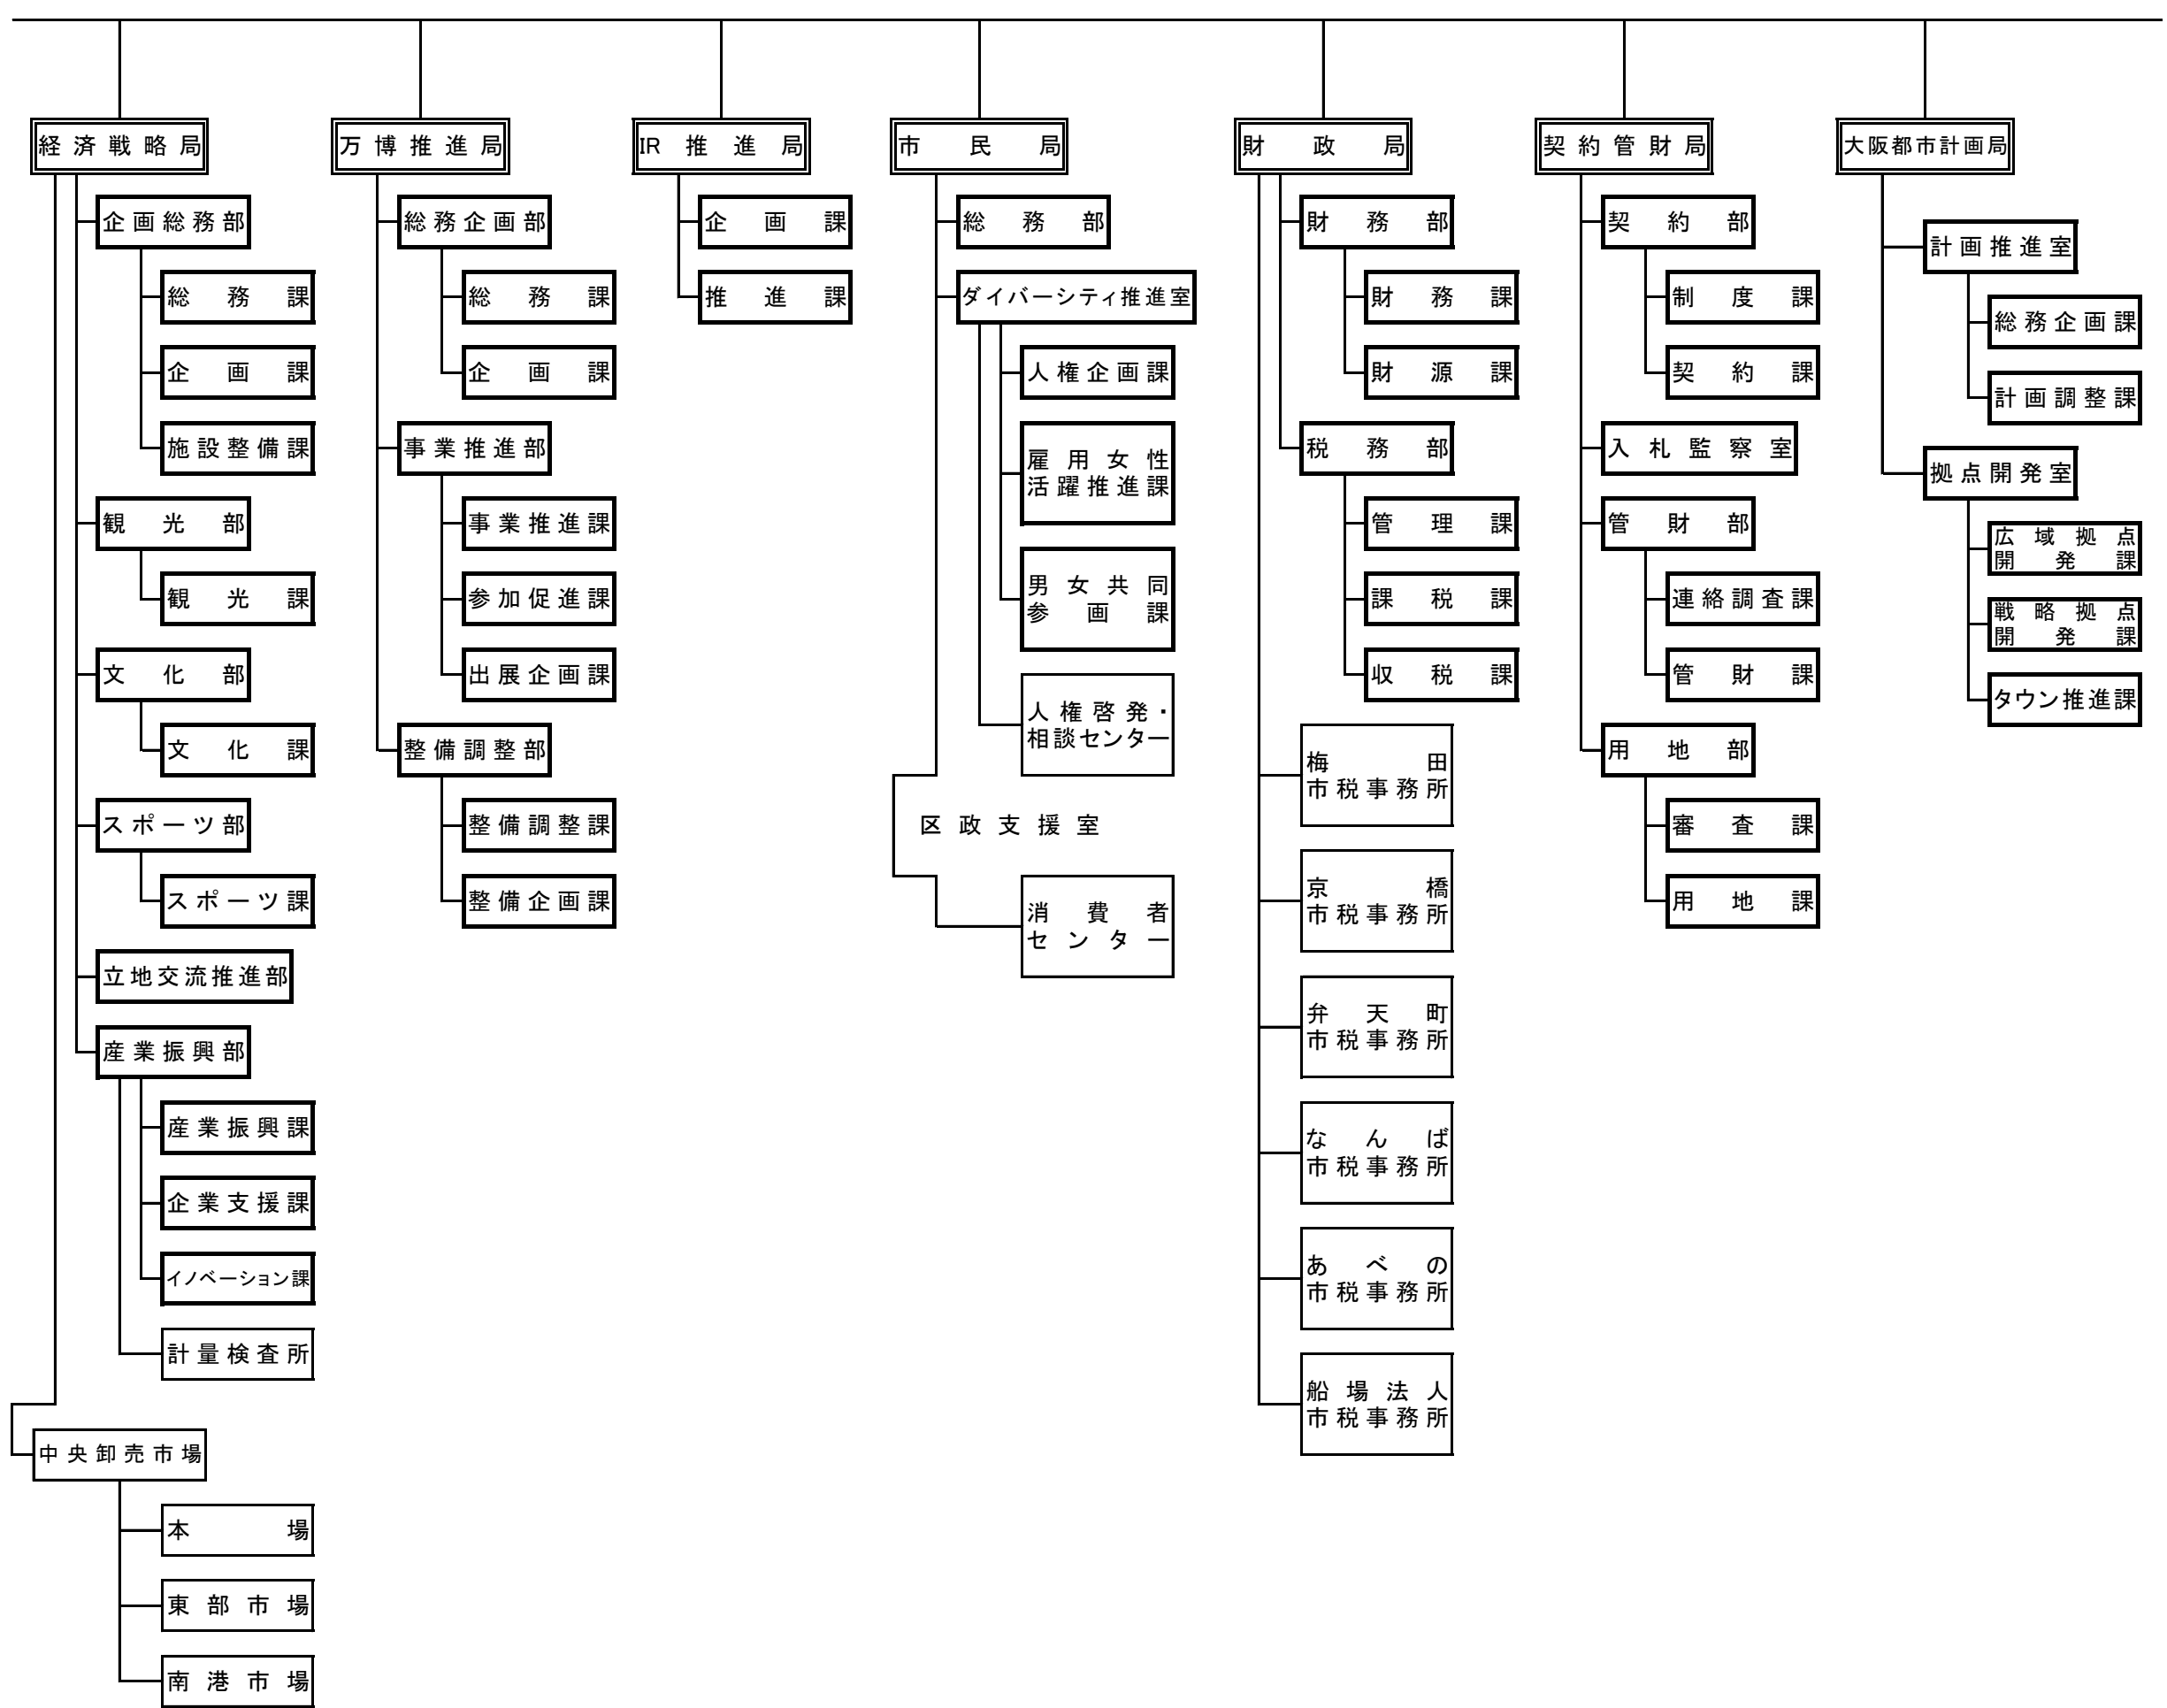 経済戦略局
企画総務部
総務課
企画課
施設整備課
観光部
観光課
文化部
文化課
スポーツ部
スポーツ課
立地交流推進部
産業振興部
産業振興課
企業支援課
イノベーション課
計量検査所
中央卸売市場
本場
東部市場
南港市場
万博推進局
総務企画部
総務課
企画課
事業推進部
事業推進課
参加促進課
出展企画課
整備調整部
整備調整課
整備企画課
IR推進局
企画課
推進課
市民局
総務部
ダイバーシティ推進室
人権企画課
雇用女性
活躍推進課
男女共同
参画課
人権啓発・
相談センター
区政支援室
消費者
センター
財政局
財務部
財務課
財源課
税務部
管理課
課税課
収税課
梅田
市税事務所
京橋
市税事務所
弁天町
市税事務所
なんば
市税事務所
あべの
市税事務所
船場法人
市税事務所
契約管財局
契約部
制度課
契約課
入札監察室
管財部
連絡調査課
管財課
用地部
審査課
用地課
大阪都市計画局
計画推進室
総務企画課
計画調整課
拠点開発室
広域拠点
開発課
戦略拠点
開発課
タウン推進課